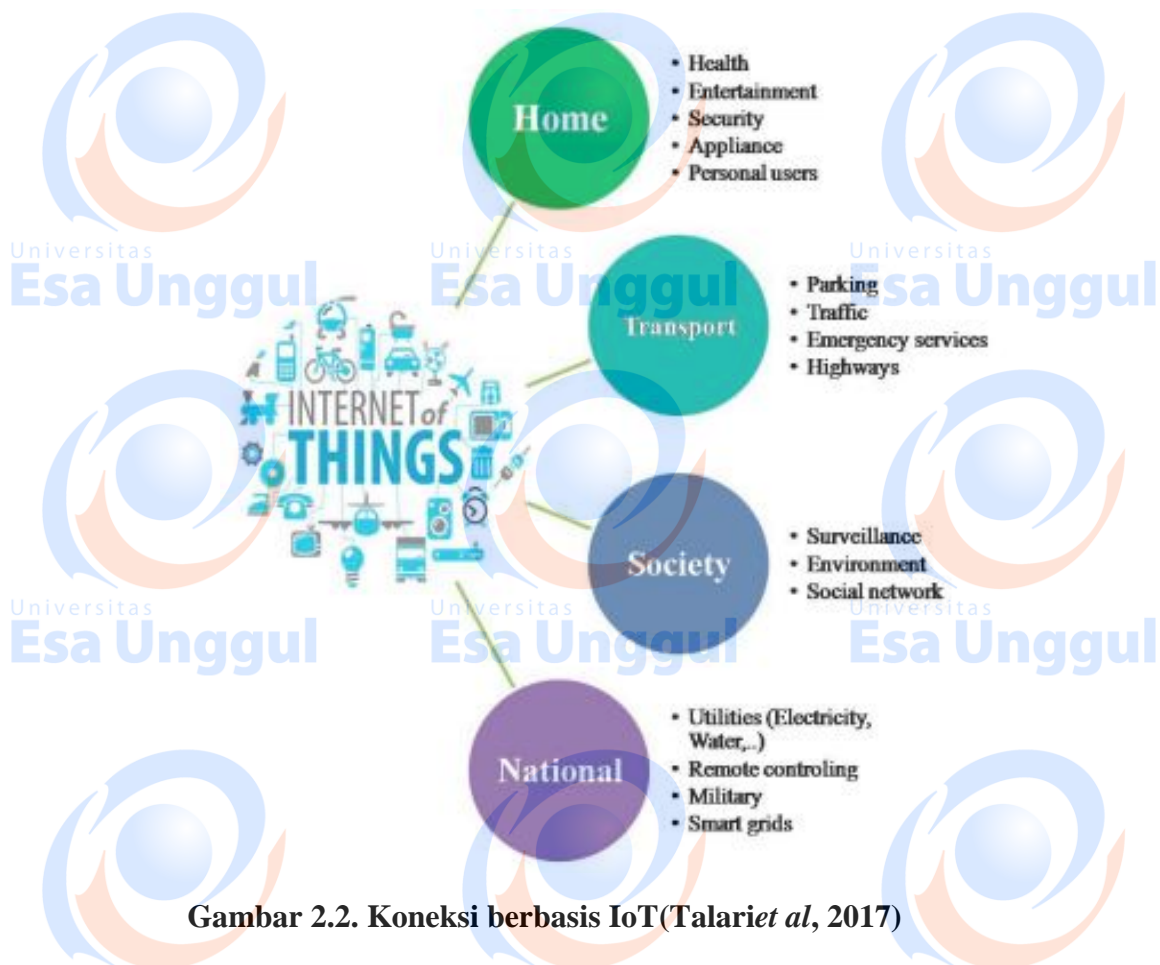 Home
• Health
• Entertainment
• Security
• Appliance
• Personal users
Universitas
Esa Unggul
Universitas
Esa Unggul
Universitas
Esa Unggul
Transport
• Parking
• Traffic
• Emergency services
• Highways
INTERNET of
THINGS
Society
• Surveillance
• Environment
• Social network
Universitas
Esa Unggul
Universitas
Esa Unggul
Universitas
Esa Unggul
National
• Utilities (Electricity,
Water,..)
• Remote controling
• Military
• Smart grids
Gambar 2.2. Koneksi berbasis IoT(Talariet al, 2017)